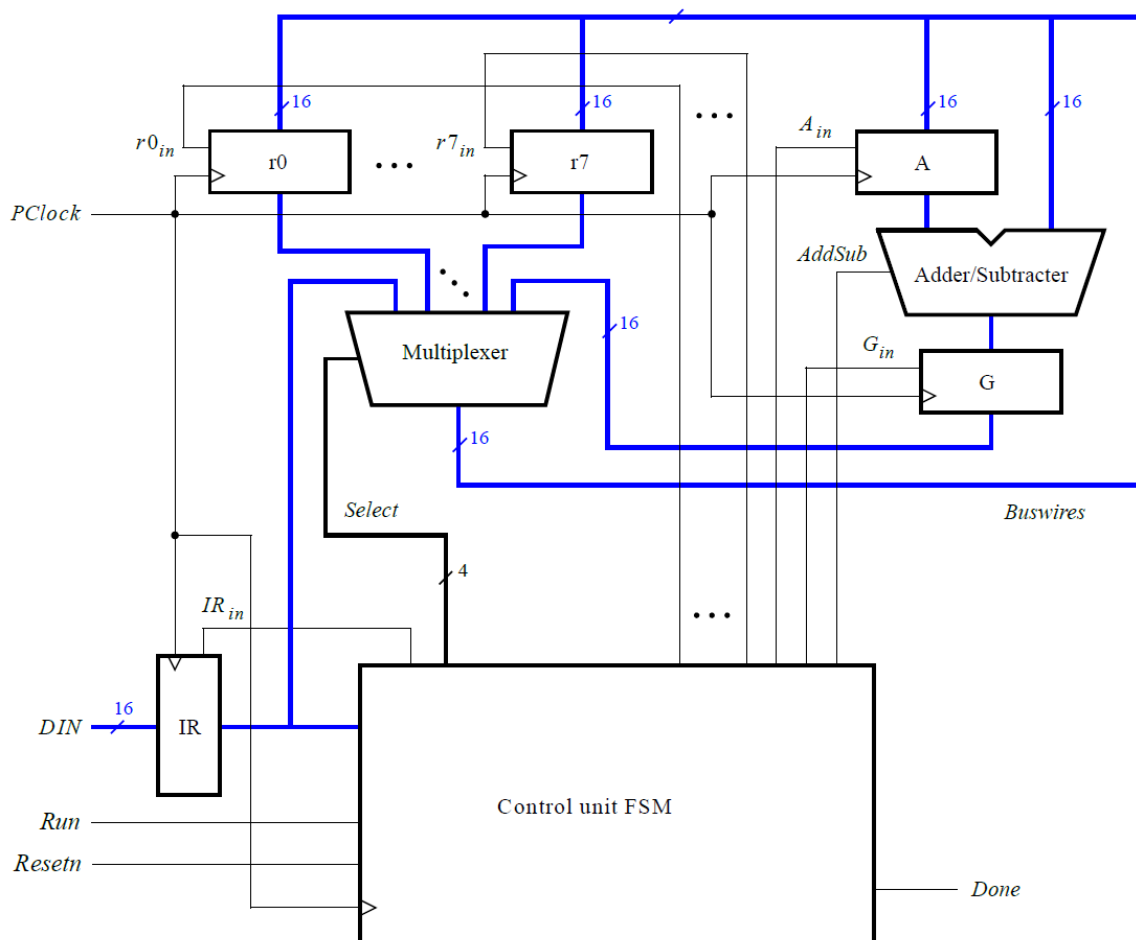 16
16
16
16
r0in
r0
r7in
r7
Ain
A
PClock
AddSub
Adder/Subtracter
16
Multiplexer
Gin
G
16
Select
Buswires
4
IRin
16
DIN
IR
Control unit FSM
Run
Resetn
Done